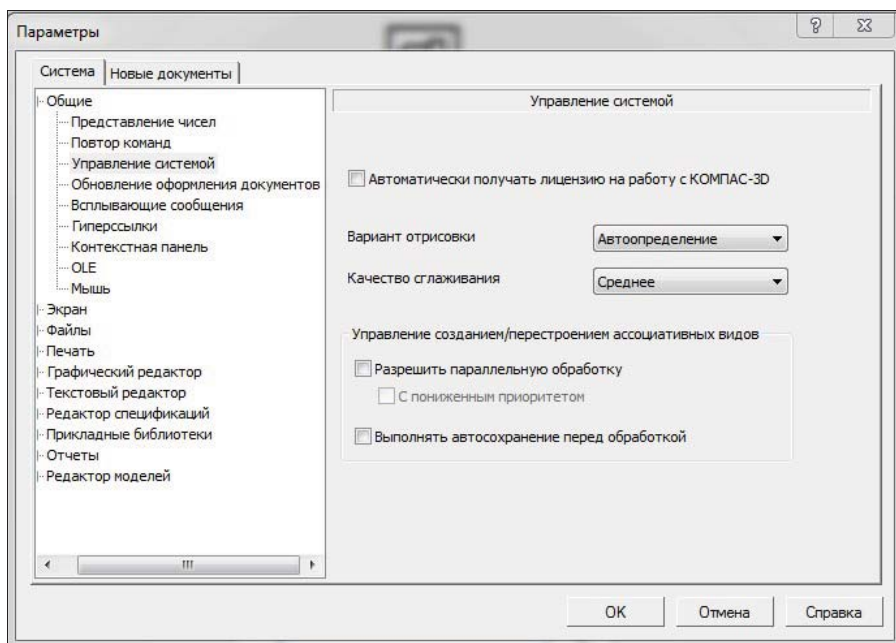 Параметры
Система
Новые документы
Общие
Представление чисел
Повтор команд
Управление системой
Обновление оформления документов
Всплывающие сообщения
Гиперссылки
Контекстная панель
OLE
Мышь
Экран
Файлы
Печать
Графический редактор
Текстовый редактор
Редактор спецификаций
Прикладные библиотеки
Отчеты
Редактор моделей
Управление системой
Автоматически получать лицензию на работу с КОМПАС-3D
Вариант отрисовки
Автоопределение
Качество сглаживания
Среднее
Управление созданием/перестроением ассоциативных видов
Разрешить параллельную обработку
С пониженным приоритетом
Выполнять автосохранение перед обработкой
OK
Отмена
Справка